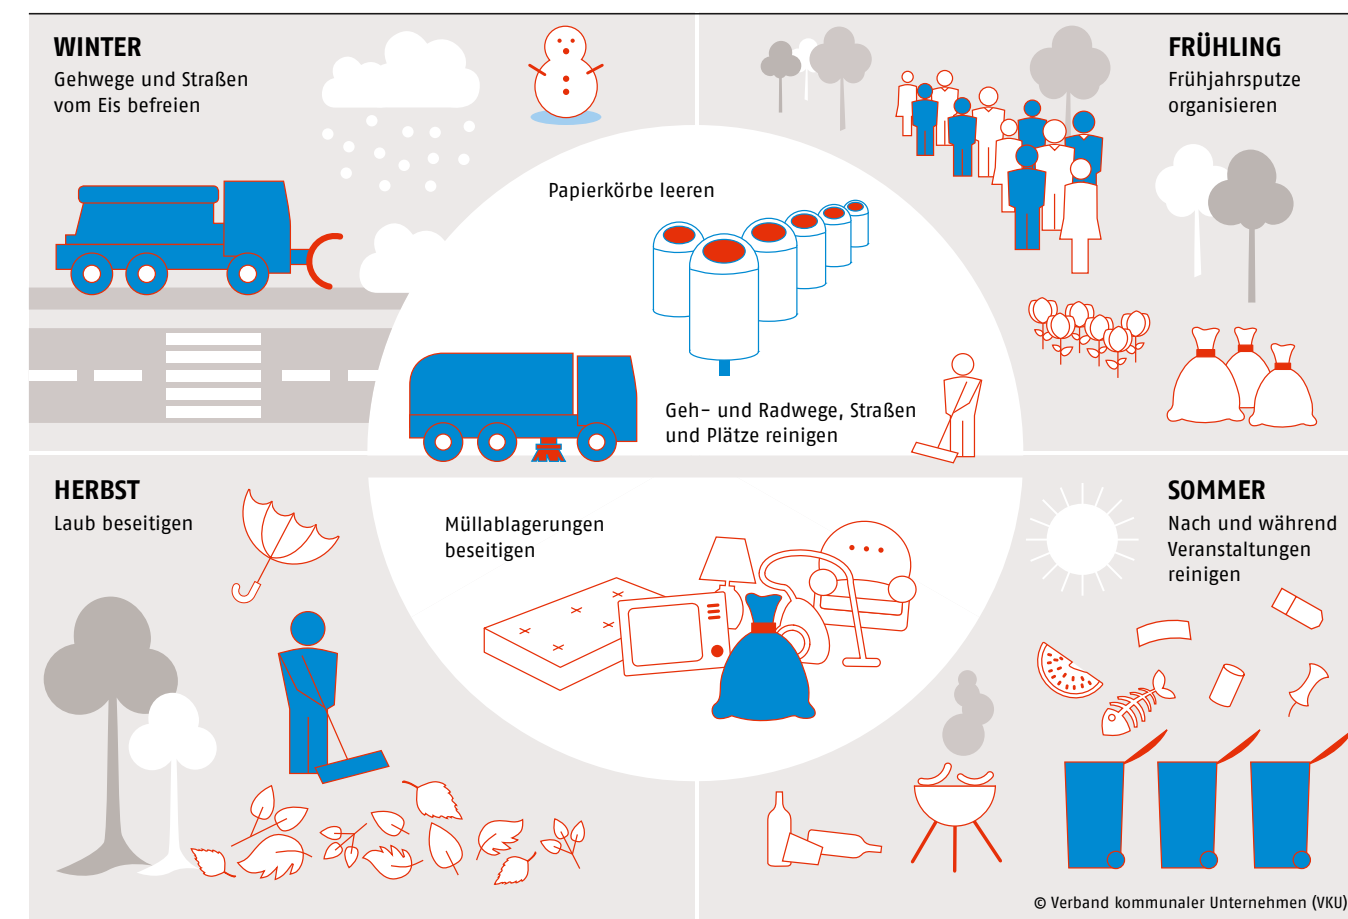 WINTER
Gehwege und Straßen
vom Eis befreien
FRÜHLING
Frühjahrsputze
organisieren
Papierkörbe leeren
Geh- und Radwege, Straßen
und Plätze reinigen
HERBST
Laub beseitigen
Müllablagerungen
beseitigen
SOMMER
Nach und während
Veranstaltungen
reinigen
© Verband kommunaler Unternehmen (VKU)